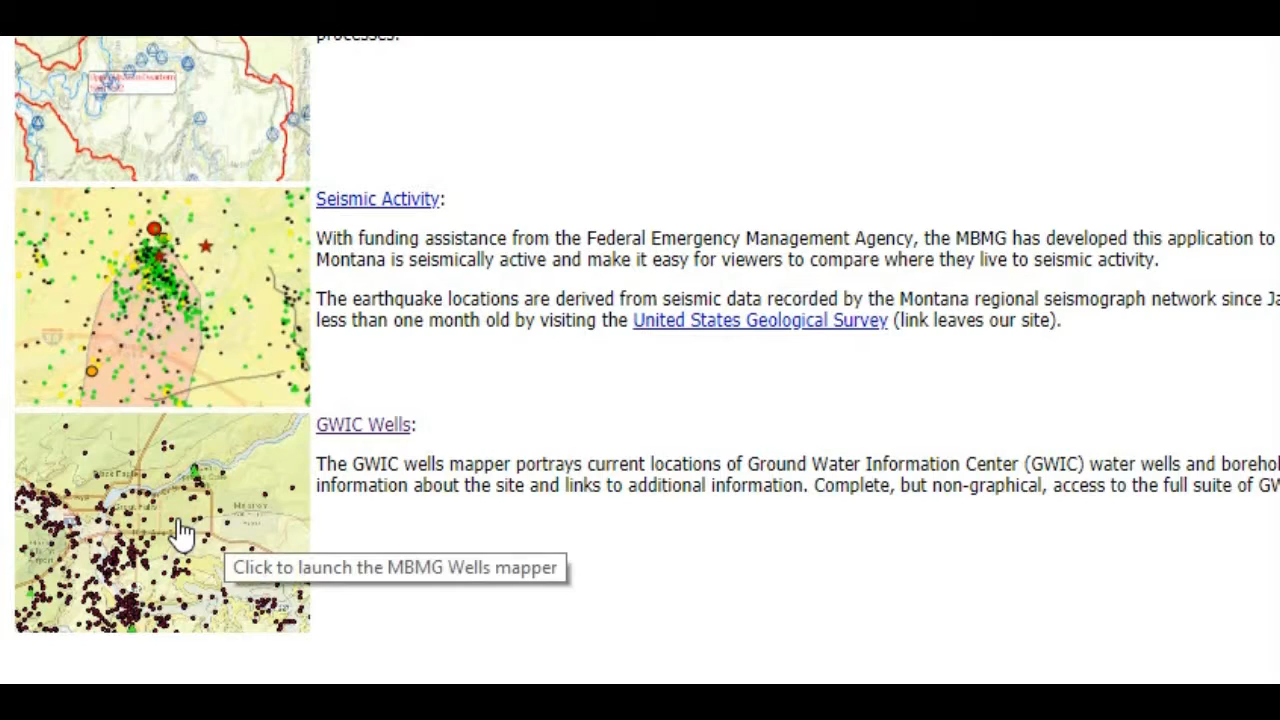 processes.
Seismic Activity:
With funding assistance from the Federal Emergency Management Agency, the MBMG has developed this application to
Montana is seismically active and make it easy for viewers to compare where they live to seismic activity.
The earthquake locations are derived from seismic data recorded by the Montana regional seismograph network since Ja
less than one month old by visiting the United States Geological Survey (link leaves our site).
GWIC Wells:
The GWIC wells mapper portrays current locations of Ground Water Information Center (GWIC) water wells and borehol
information about the site and links to additional information. Complete, but non-graphical, access to the full suite of GW
Black Eagle
Great Falls
Click to launch the MBMG Wells mapper